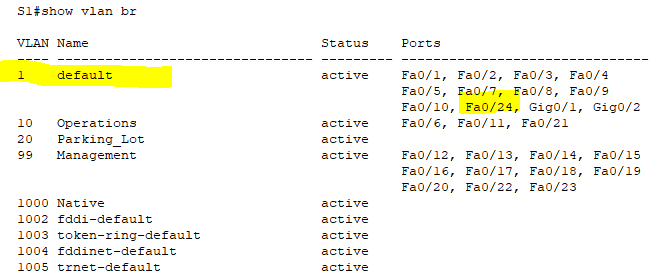 S1#show vlan br
VLAN Name Status Ports
---- -------------------------------- --------- -------------------------------
1 default active Fa0/1, Fa0/2, Fa0/3, Fa0/4
Fa0/5, Fa0/7, Fa0/8, Fa0/9
Fa0/10, Fa0/24, Gig0/1, Gig0/2
10 Operations active Fa0/6, Fa0/11, Fa0/21
20 Parking_Lot active
99 Management active Fa0/12, Fa0/13, Fa0/14, Fa0/15
Fa0/16, Fa0/17, Fa0/18, Fa0/19
Fa0/20, Fa0/22, Fa0/23
1000 Native active
1002 fddi-default active
1003 token-ring-default active
1004 fddinet-default active
1005 trnet-default active